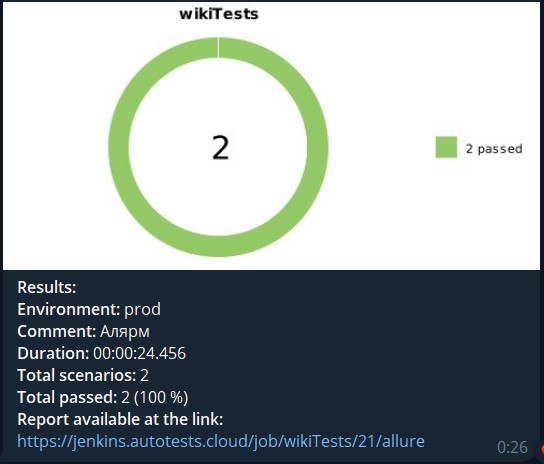 wikiTests
2
2 passed
Results:
Environment: prod
Comment: Алярм
Duration: 00:00:24.456
Total scenarios: 2
Total passed: 2 (100 %)
Report available at the link:
https://jenkins.autotests.cloud/job/wikiTests/21/allure
0:26